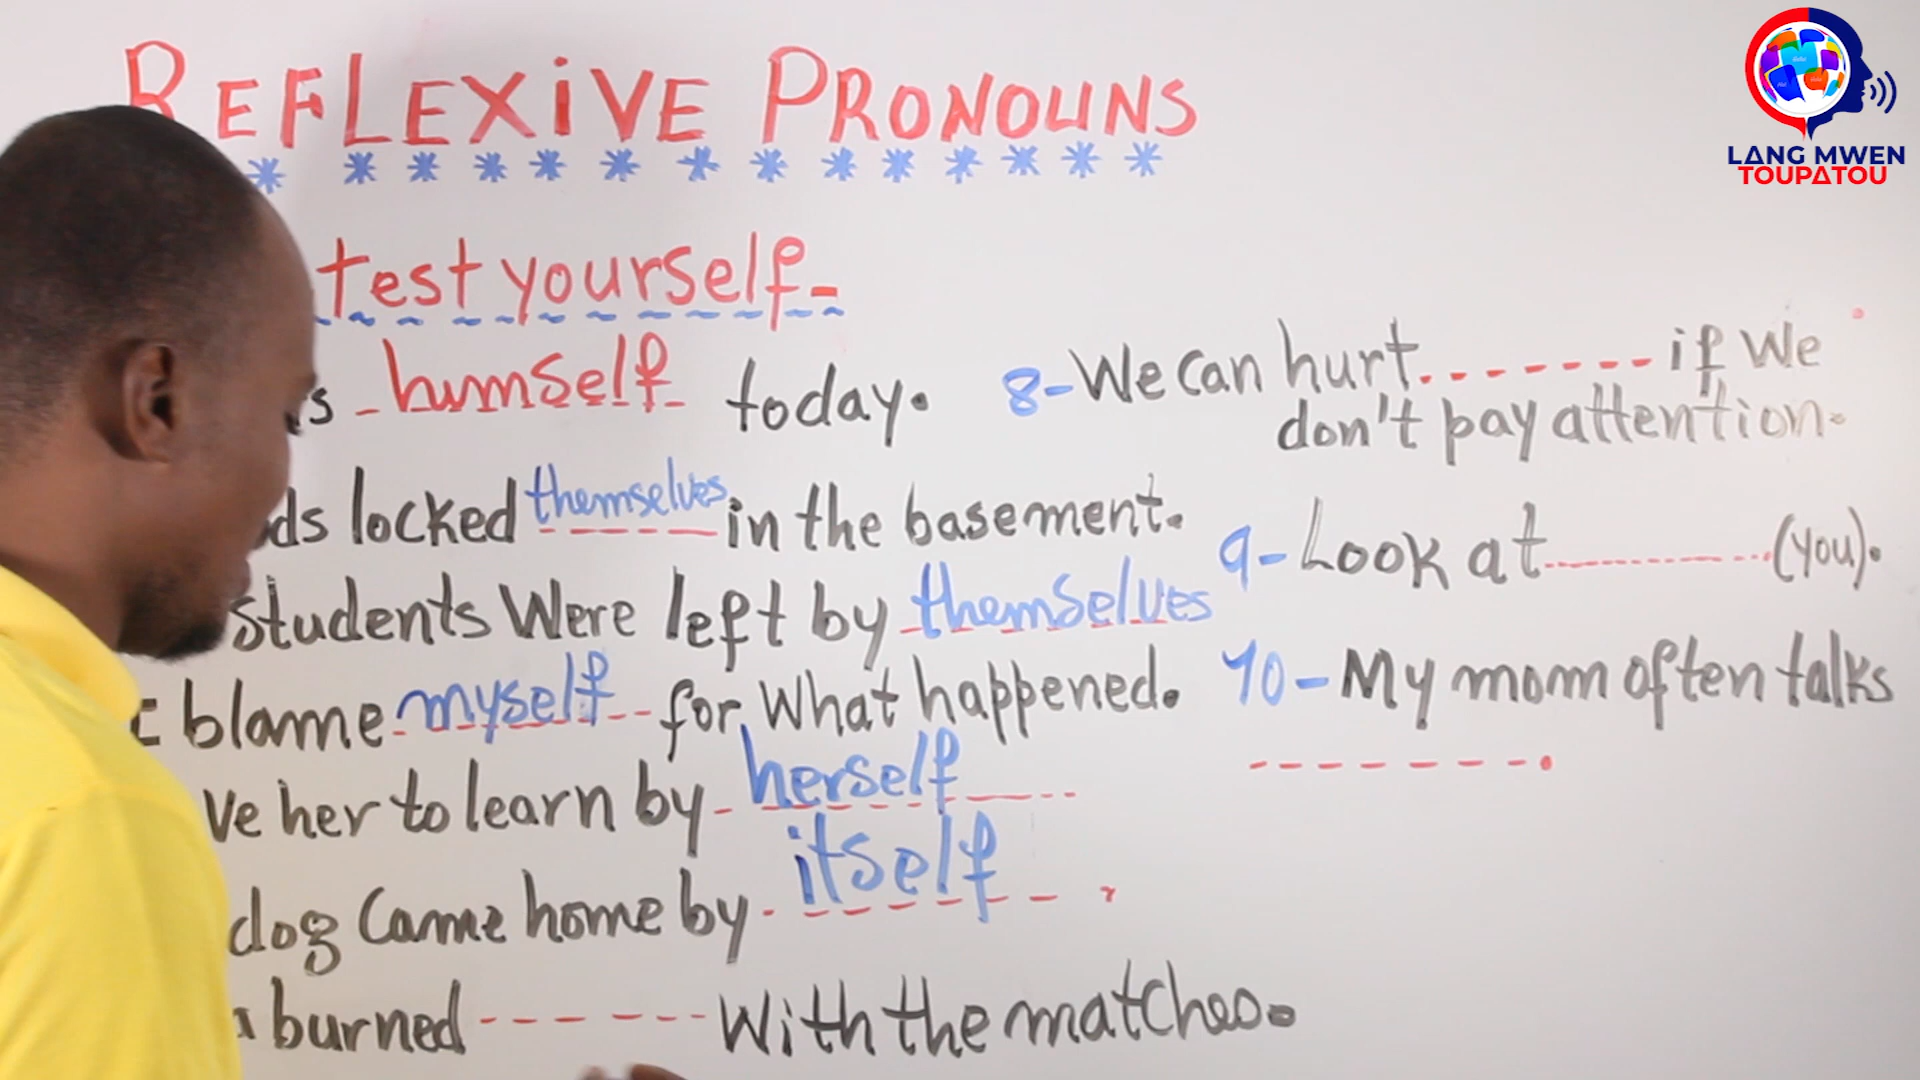 REFLEXIVE PRONOUNS
LANG MWEN
TOUPATOU
test yourself
s himself today.
ds locked themselves in the basement.
students were left by themselves
I blame myself for what happened.
ve her to learn by herself
dog came home by itself
burned with the matches.
8-We can hurt if we
don't pay attention.
9-Look at (you).
10-My mom often talks